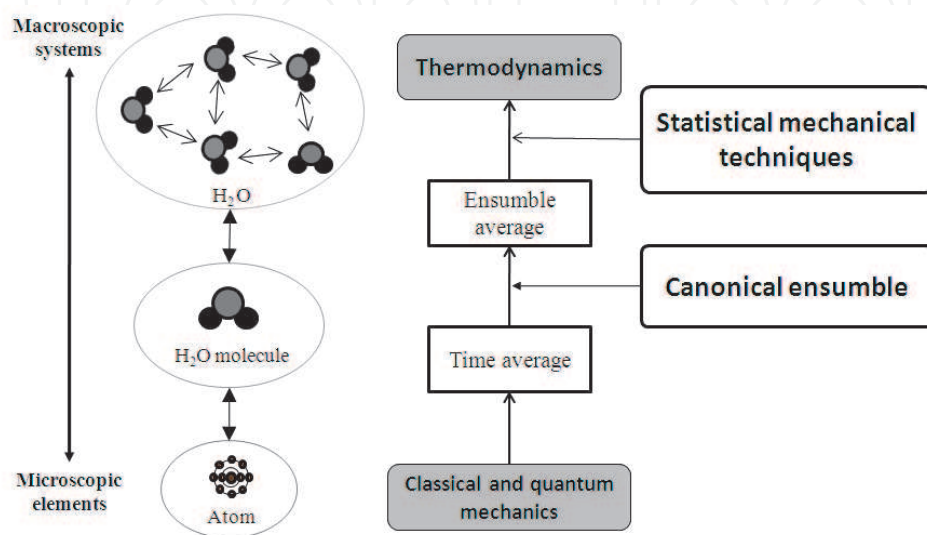 Macroscopic
systems
H₂O
H₂O molecule
Atom
Microscopic
elements
Thermodynamics
Statistical mechanical
techniques
Ensumble
average
Canonical ensumble
Time average
Classical and quantum
mechanics